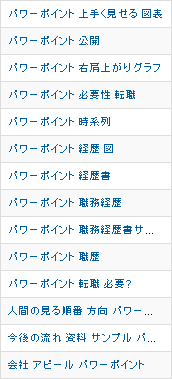 パワーポイント 上手く見せる 図表
パワーポイント 公開
パワーポイント 右肩上がりグラフ
パワーポイント 必要性 転職
パワーポイント 時系列
パワーポイント 経歴 図
パワーポイント 経歴書
パワーポイント 職務経歴
パワーポイント 職務経歴書サ...
パワーポイント 職歴
パワーポイント 転職 必要?
人間の見る順番 方向 パワー...
今後の流れ 資料 サンプル パ...
会社 アピール パワーポイント